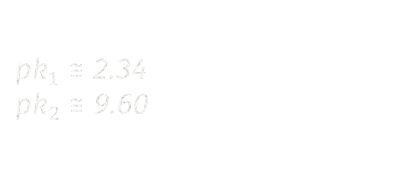 pk₁ ≅ 2.34
pk₂ ≅ 9.60